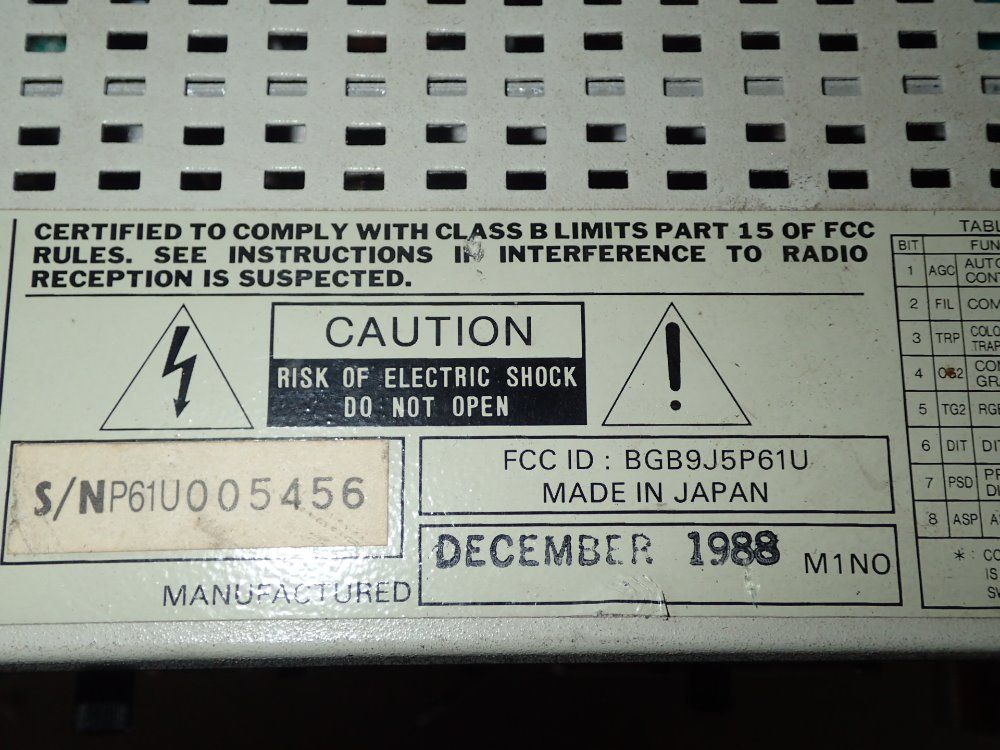 CERTIFIED TO COMPLY WITH CLASS B LIMITS PART 15 OF FCC
RULES. SEE INSTRUCTIONS IF INTERFERENCE TO RADIO
RECEPTION IS SUSPECTED.
CAUTION
RISK OF ELECTRIC SHOCK
DO NOT OPEN
S/N P61U005456
FCC ID : BGB9J5P61U
MADE IN JAPAN
MANUFACTURED
DECEMBER 1988 M1NO
BIT
1 AGC
2 FIL
3 TRP
4
5 TG2
6 DIT
7 PSD
8 ASP
* :
IS